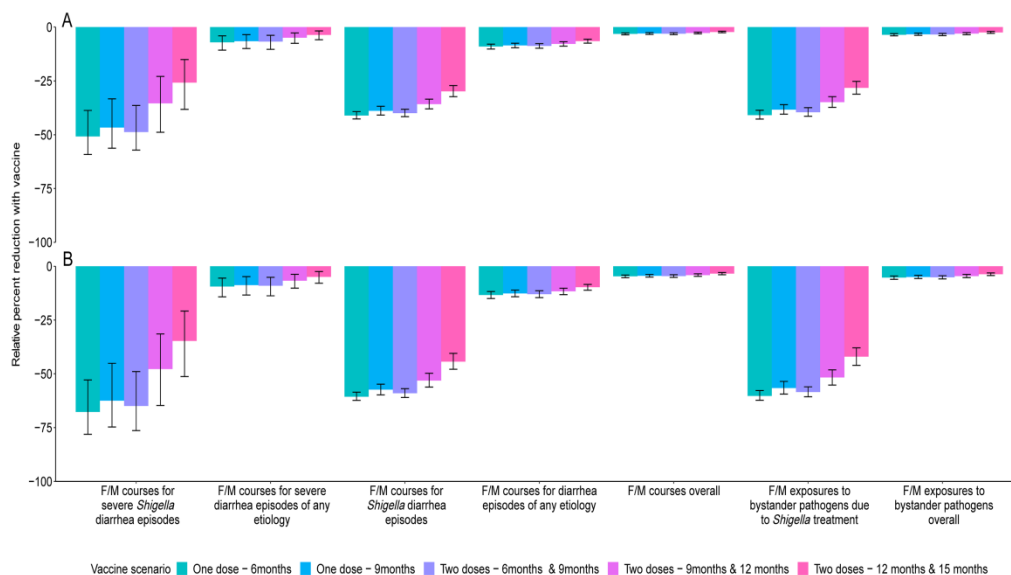 A
0
−25
−50
−75
−100
B
0
−25
−50
−75
−100
Relative percent reduction with vaccine
F/M courses for
severe Shigella
diarrhea episodes
F/M courses for severe
diarrhea episodes of any
etiology
F/M courses for
Shigella diarrhea
episodes
F/M courses for diarrhea
episodes of any etiology
F/M courses overall
F/M exposures to
bystander pathogens due
to Shigella treatment
F/M exposures to
bystander pathogens
overall
Vaccine scenario One dose − 6months One dose − 9months Two doses − 6months & 9months Two doses − 9months & 12 months Two doses − 12 months & 15 months